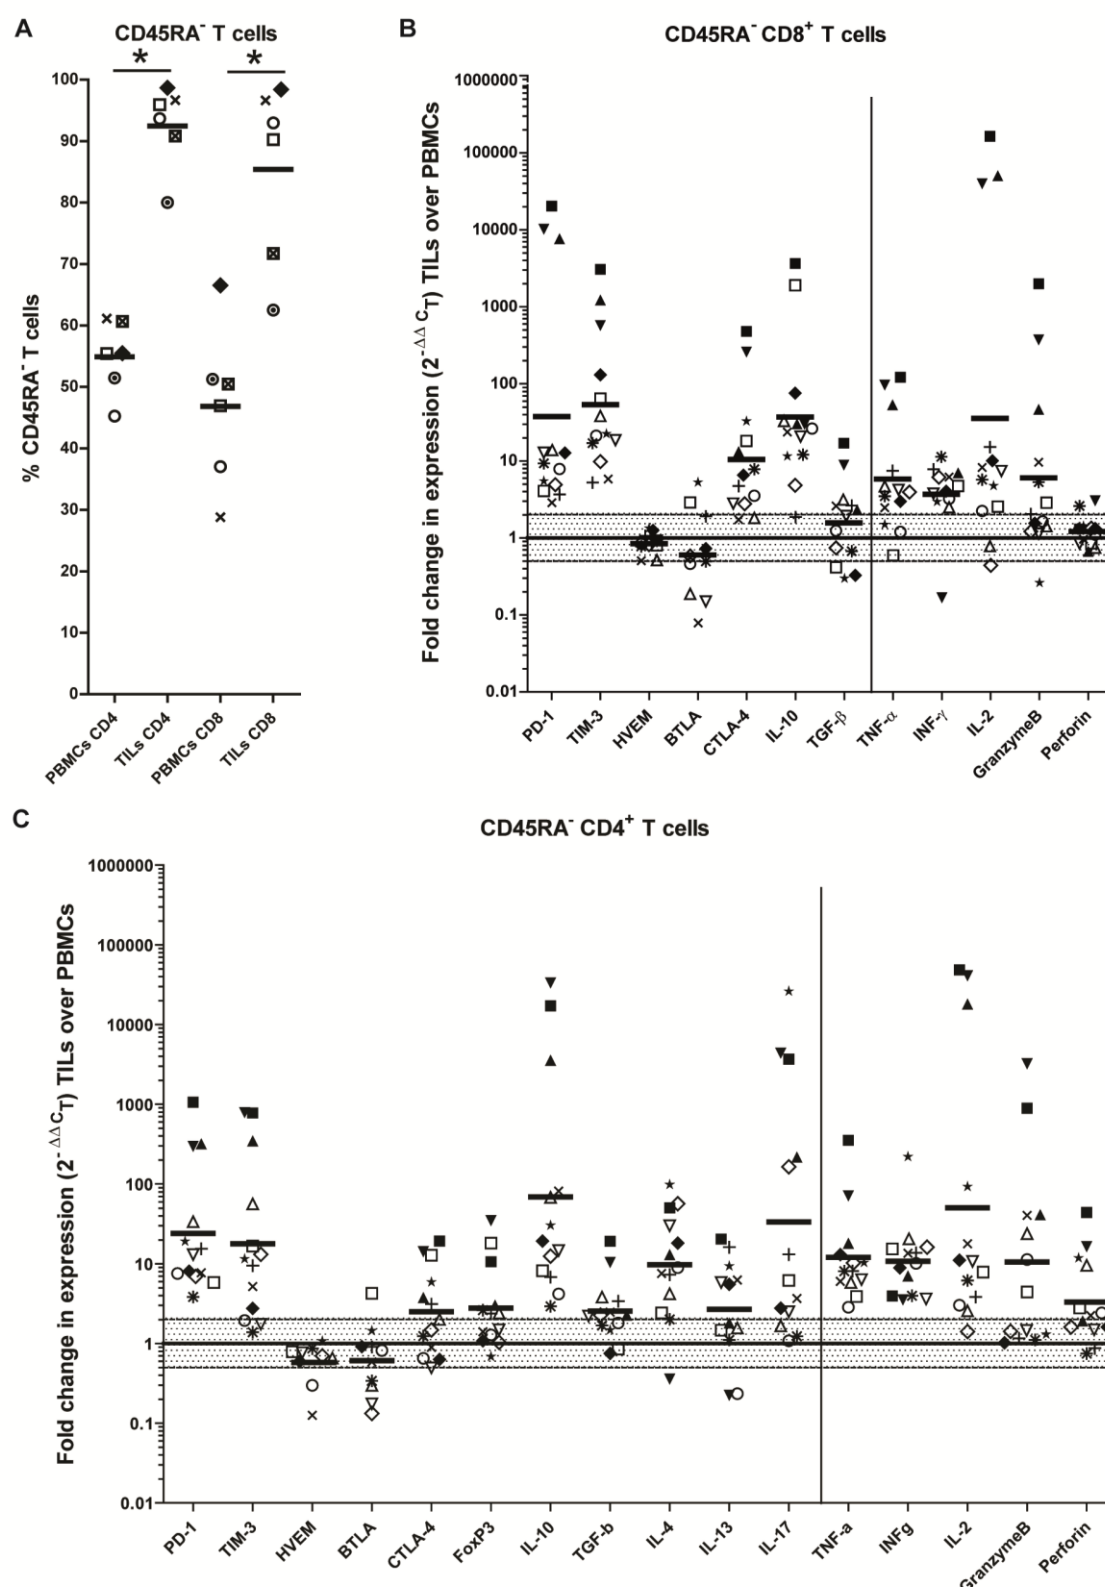 A
CD45RA⁻ T cells
*
*
% CD45RA⁻ T cells
100
90
80
70
60
50
40
30
20
10
0
PBMCs CD4
TILs CD4
PBMCs CD8
TILs CD8
B
CD45RA⁻ CD8⁺ T cells
Fold change in expression (2^-ΔΔCT) TILs over PBMCs
1000000
100000
10000
1000
100
10
1
0.1
0.01
PD-1
TIM-3
HVEM
BTLA
CTLA-4
IL-10
TGF-β
TNF-α
INF-γ
IL-2
GranzymeB
Perforin
C
CD45RA⁻ CD4⁺ T cells
Fold change in expression (2^-ΔΔCT) TILs over PBMCs
1000000
100000
10000
1000
100
10
1
0.1
0.01
PD-1
TIM-3
HVEM
BTLA
CTLA-4
FoxP3
IL-10
TGF-b
IL-4
IL-13
IL-17
TNF-a
INFg
IL-2
GranzymeB
Perforin